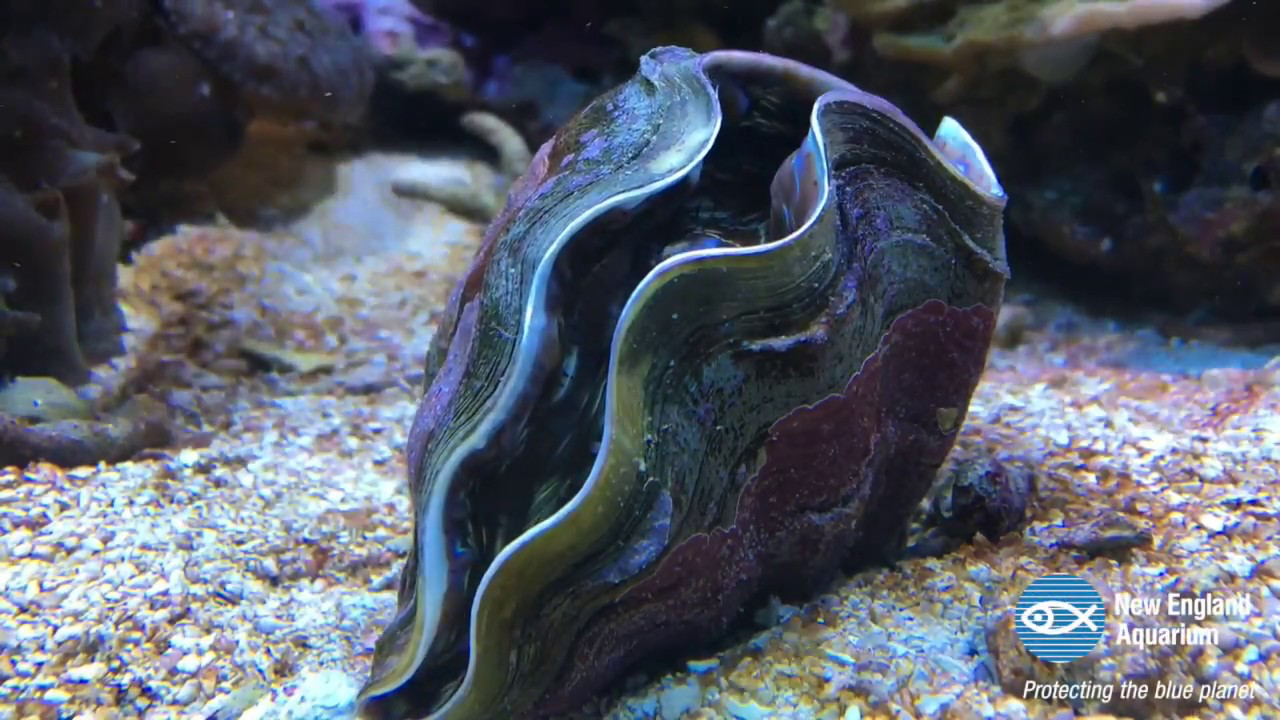 New England
Aquarium
Protecting the blue planet